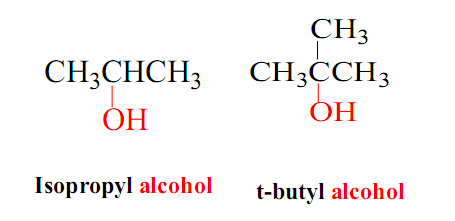 CH₃CHCH₃
OH
Isopropyl alcohol
CH₃
CH₃CCH₃
OH
t-butyl alcohol